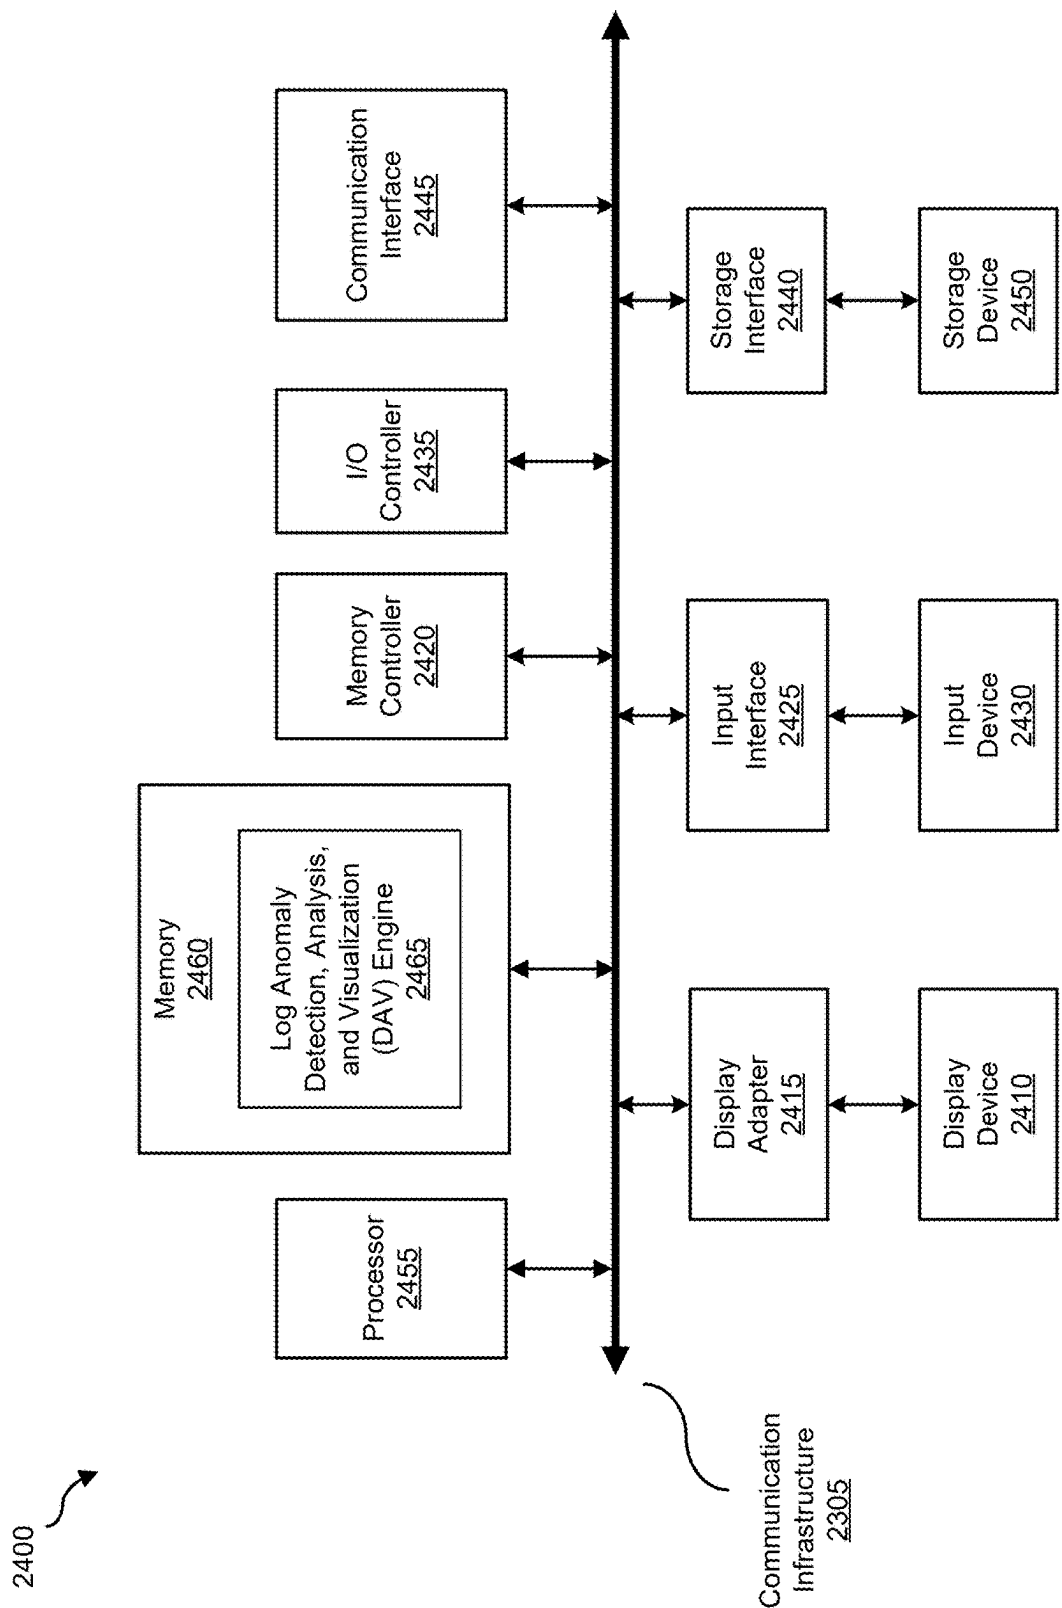 2400
Processor
2455
Memory
2460
Log Anomaly
Detection, Analysis,
and Visualization
(DAV) Engine
2465
Memory
Controller
2420
I/O
Controller
2435
Communication
Interface
2445
Communication
Infrastructure
2305
Display
Adapter
2415
Input
Interface
2425
Storage
Interface
2440
Display
Device
2410
Input
Device
2430
Storage
Device
2450